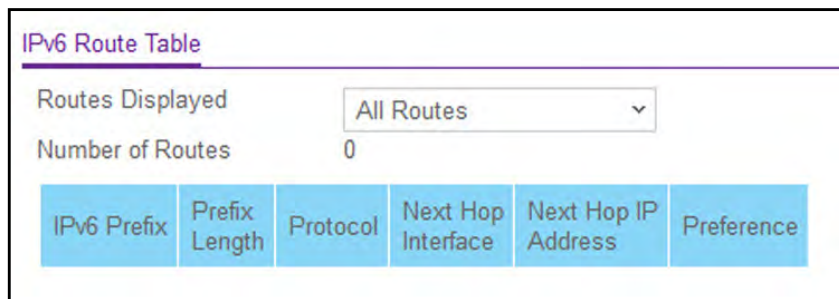 IPv6 Route Table
Routes Displayed All Routes
Number of Routes 0
IPv6 Prefix Prefix Length Protocol Next Hop Interface Next Hop IP Address Preference